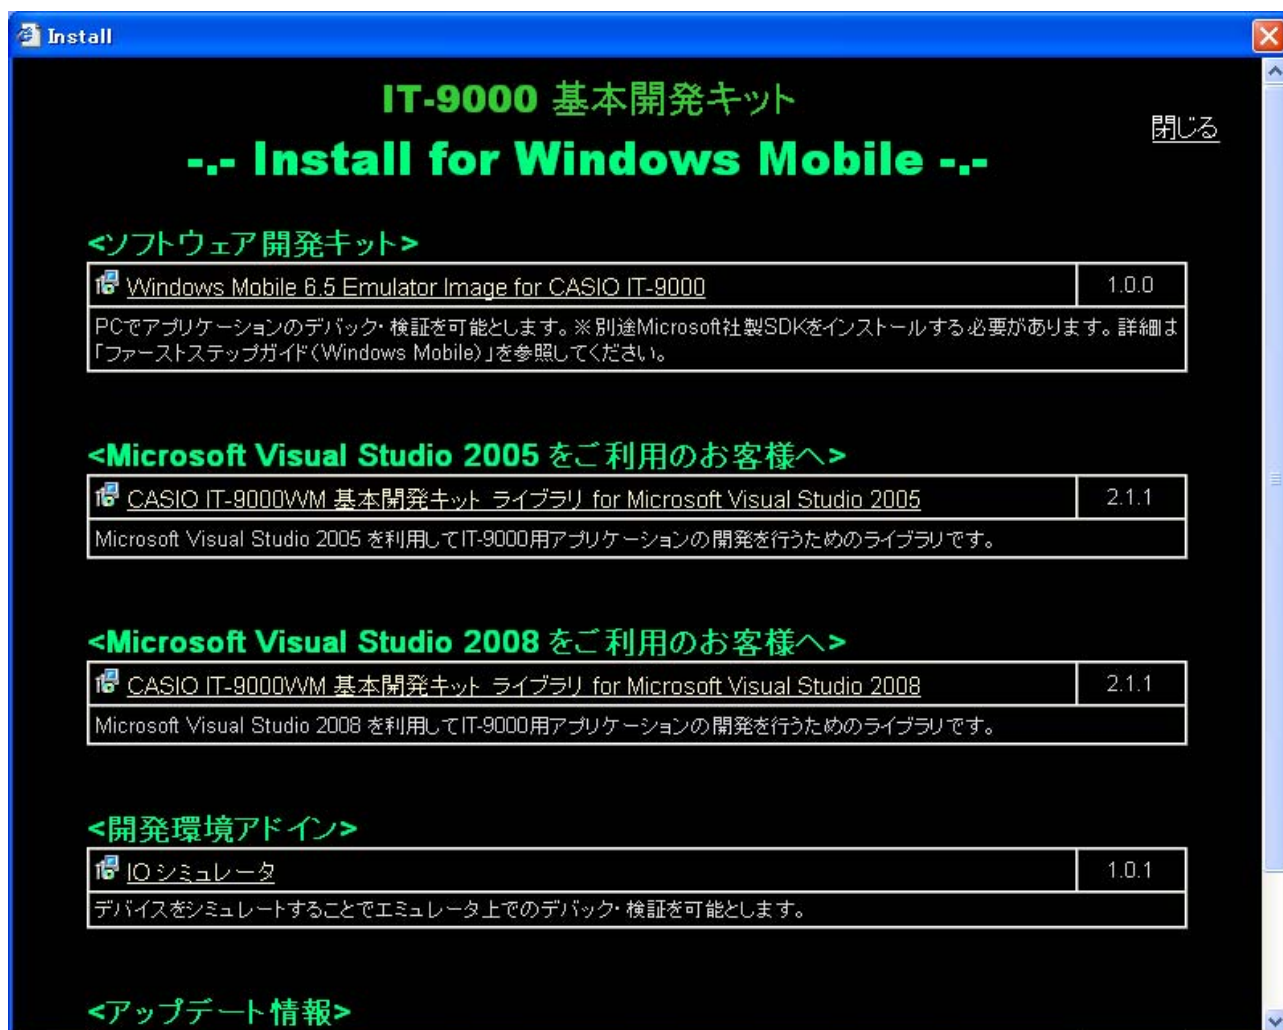 Install
IT-9000 基本開発キット
閉じる
-.- Install for Windows Mobile -.-
<ソフトウェア開発キット>
Windows Mobile 6.5 Emulator Image for CASIO IT-9000 1.0.0
PCでアプリケーションのデバック・検証を可能とします。※別途Microsoft社製SDKをインストールする必要があります。詳細は
「ファーストステップガイド(Windows Mobile)」を参照してください。
<Microsoft Visual Studio 2005 をご利用のお客様へ>
CASIO IT-9000WM 基本開発キット ライブラリ for Microsoft Visual Studio 2005 2.1.1
Microsoft Visual Studio 2005 を利用してIT-9000用アプリケーションの開発を行うためのライブラリです。
<Microsoft Visual Studio 2008 をご利用のお客様へ>
CASIO IT-9000WM 基本開発キット ライブラリ for Microsoft Visual Studio 2008 2.1.1
Microsoft Visual Studio 2008 を利用してIT-9000用アプリケーションの開発を行うためのライブラリです。
<開発環境アドイン>
IO シミュレータ 1.0.1
デバイスをシミュレートすることでエミュレータ上でのデバック・検証を可能とします。
<アップデート情報>